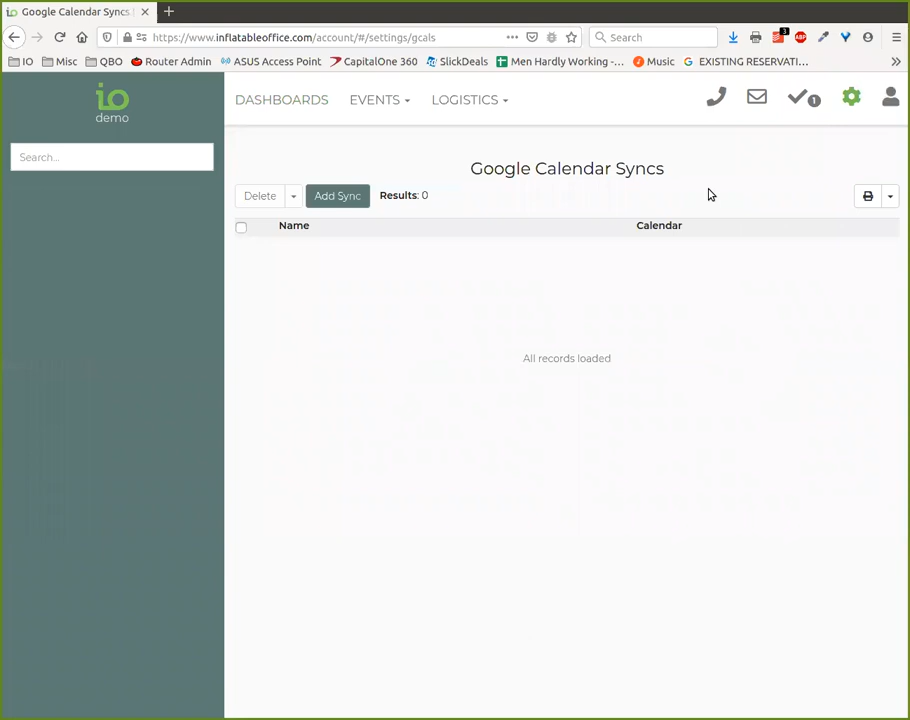 Google Calendar Syncs
https://www.inflatableoffice.com/account/#/settings/gcals
Search
3
ABP
IO
Misc
QBO
Router Admin
ASUS Access Point
CapitalOne 360
SlickDeals
Men Hardly Working -...
Music
EXISTING RESERVATI...
io
demo
Search...
DASHBOARDS
EVENTS
LOGISTICS
1
Google Calendar Syncs
Delete
Add Sync
Results: 0
Name
Calendar
All records loaded